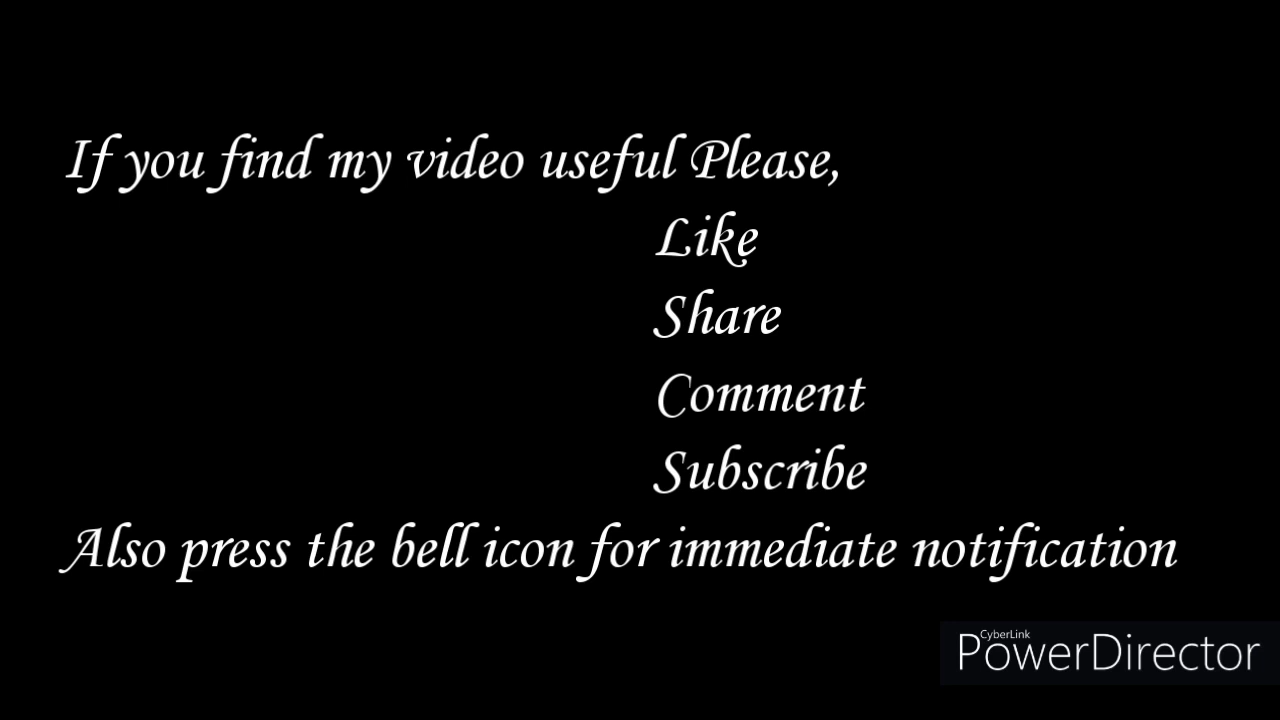 If you find my video useful Please,
Like
Share
Comment
Subscribe
Also press the bell icon for immediate notification
CyberLink
PowerDirector